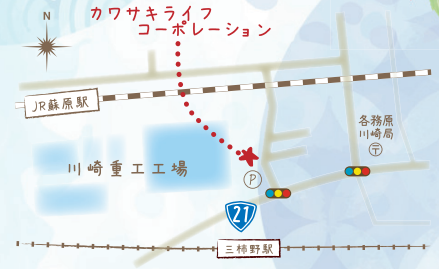 カワサキライフ
コーポレーション
N
JR蘇原駅
各務原
川崎局
〒
川崎重工工場
P
21
三柿野駅